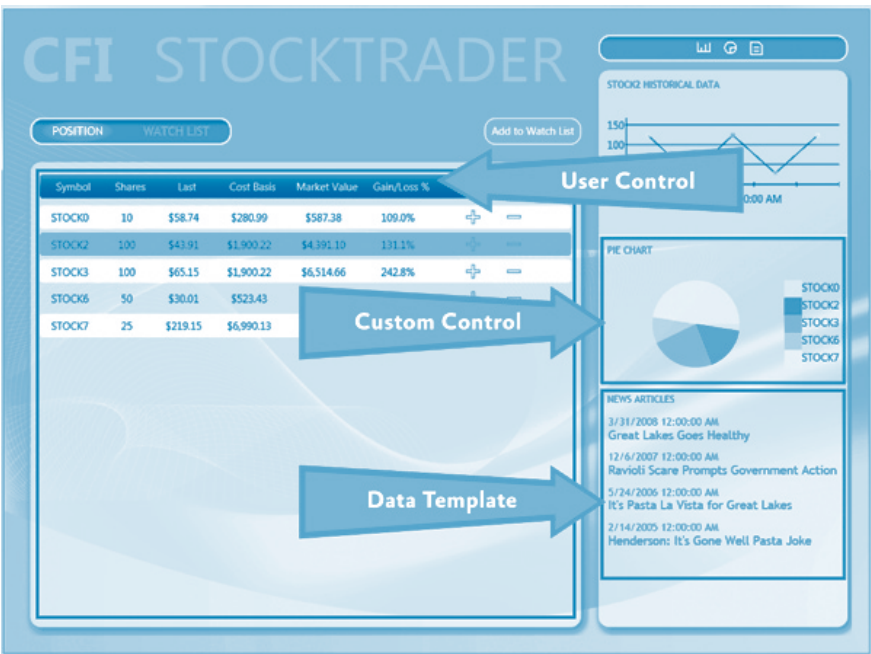 CFI STOCKTRADER
POSITION WATCH LIST
Add to Watch List
Symbol Shares Last Cost Basis Market Value Gain/Loss %
STOCK0 10 $58.74 $280.99 $587.38 109.0%
STOCK2 100 $43.91 $1,900.22 $4,391.10 131.1%
STOCK3 100 $65.15 $1,900.22 $6,514.66 242.8%
STOCK6 50 $30.01 $523.43
STOCK7 25 $219.15 $6,990.13
User Control
Custom Control
Data Template
STOCK2 HISTORICAL DATA
150
100
0:00 AM
PIE CHART
STOCK0
STOCK2
STOCK3
STOCK6
STOCK7
NEWS ARTICLES
3/31/2008 12:00:00 AM
Great Lakes Goes Healthy
12/6/2007 12:00:00 AM
Ravioli Scare Prompts Government Action
5/24/2006 12:00:00 AM
It's Pasta La Vista for Great Lakes
2/14/2005 12:00:00 AM
Henderson: It's Gone Well Pasta Joke